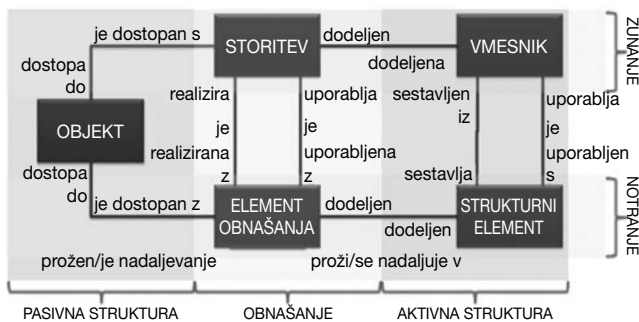 je dostopan s
STORITEV
dodeljen
VMESNIK
ZUNANJE
dostopa
do
dodeljena
realizira
uporablja
sestavljen
iz
uporablja
OBJEKT
je
je
je
realizirana
z
uporabljena
z
sestavlja
uporabljen
s
dostopa
do
je dostopan z
ELEMENT
OBNAŠANJA
dodeljen
dodeljen
STRUKTURNI
ELEMENT
NOTRANJE
prožen/je nadaljevanje
proži/se nadaljuje v
PASIVNA STRUKTURA
OBNAŠANJE
AKTIVNA STRUKTURA